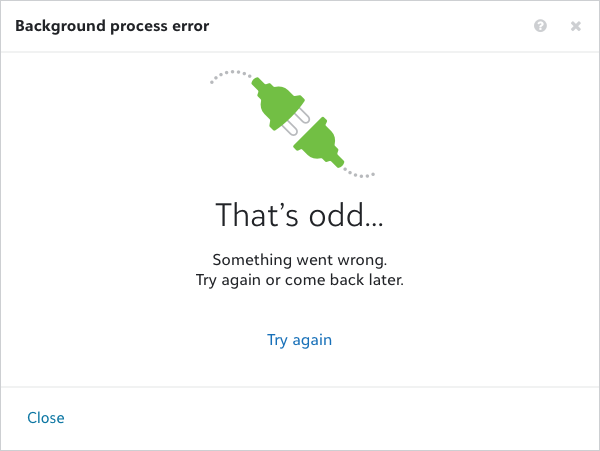 Background process error
That’s odd...
Something went wrong.
Try again or come back later.
Try again
Close